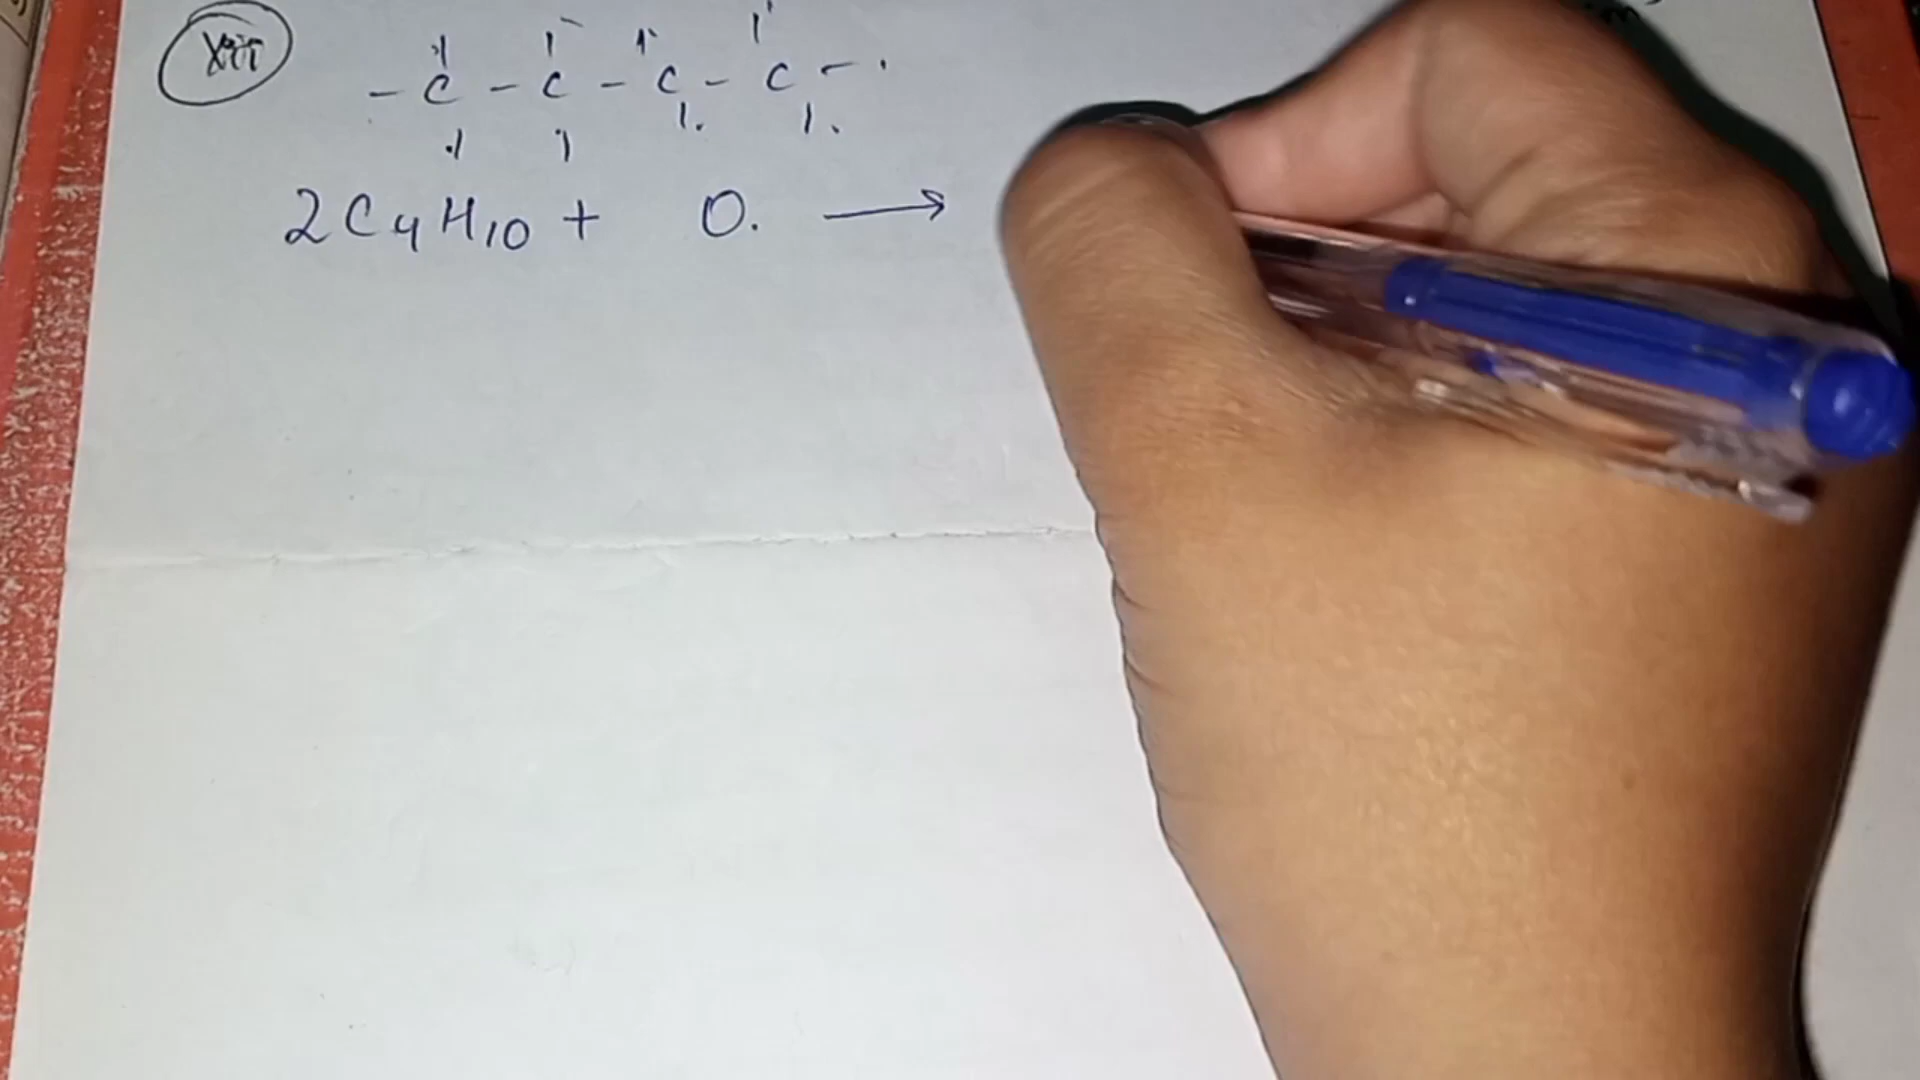 xiii
- C - C - C - C -
2C4H10 + O. →